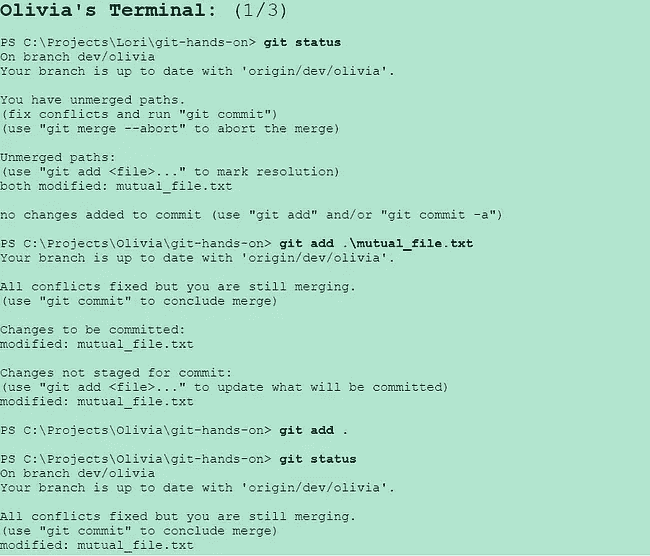 Olivia's Terminal: (1/3)
PS C:\Projects\Lori\git-hands-on> git status
On branch dev/olivia
Your branch is up to date with 'origin/dev/olivia'.
You have unmerged paths.
(fix conflicts and run "git commit")
(use "git merge --abort" to abort the merge)
Unmerged paths:
(use "git add <file>..." to mark resolution)
both modified: mutual_file.txt
no changes added to commit (use "git add" and/or "git commit -a")
PS C:\Projects\Olivia\git-hands-on> git add .\mutual_file.txt
Your branch is up to date with 'origin/dev/olivia'.
All conflicts fixed but you are still merging.
(use "git commit" to conclude merge)
Changes to be committed:
modified: mutual_file.txt
Changes not staged for commit:
(use "git add <file>..." to update what will be committed)
modified: mutual_file.txt
PS C:\Projects\Olivia\git-hands-on> git add .
PS C:\Projects\Olivia\git-hands-on> git status
On branch dev/olivia
Your branch is up to date with 'origin/dev/olivia'.
All conflicts fixed but you are still merging.
(use "git commit" to conclude merge)
modified: mutual_file.txt